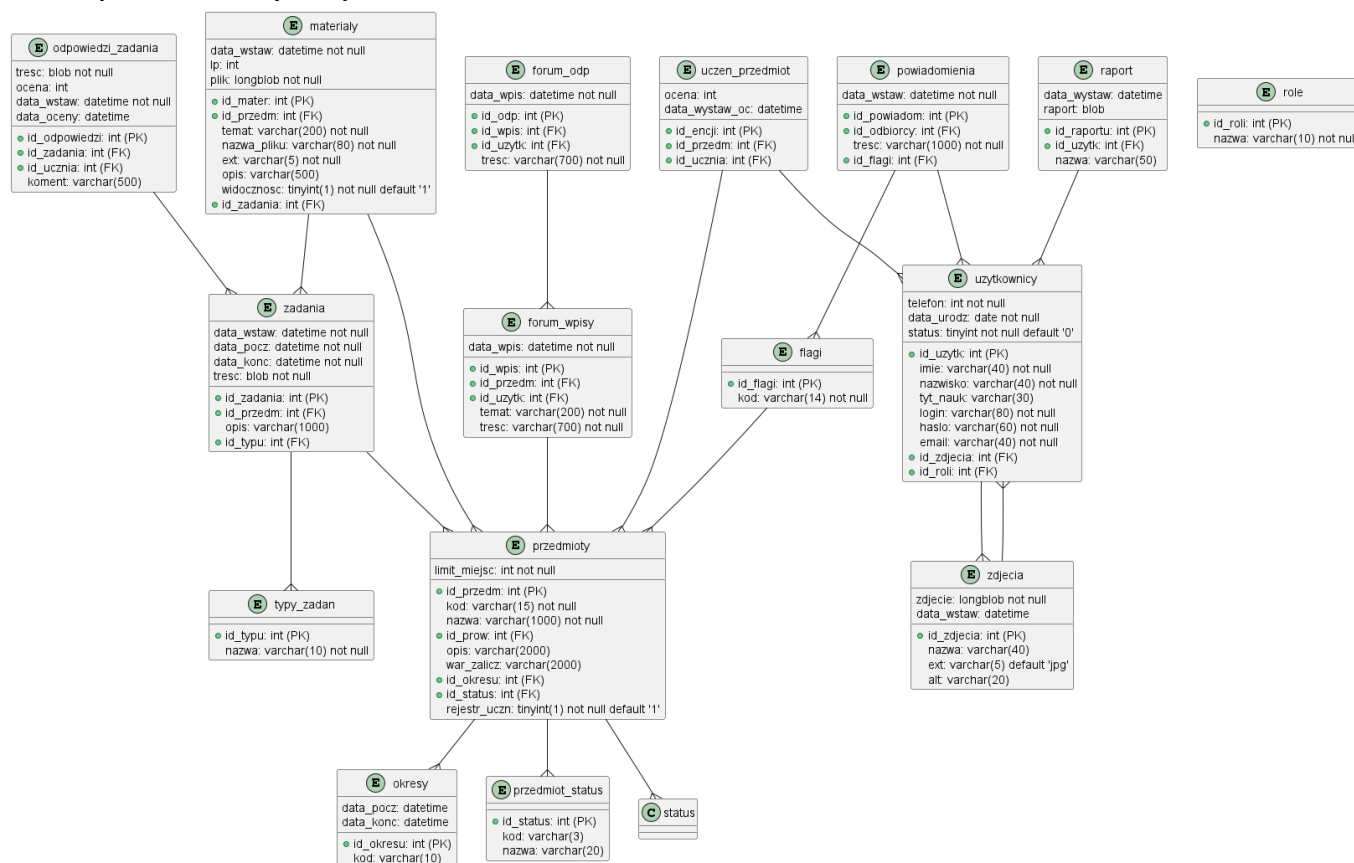 E odpowiedzi_zadania
tresc: blob not null
ocena: int
data_wstaw: datetime not null
data_oceny: datetime
id_odpowiedzi: int (PK)
id_zadania: int (FK)
id_ucznia: int (FK)
koment: varchar(500)
E materialy
data_wstaw: datetime not null
lp: int
plik: longblob not null
id_mater: int (PK)
id_przedm: int (FK)
temat: varchar(200) not null
nazwa_pliku: varchar(80) not null
ext: varchar(5) not null
opis: varchar(500)
widocznosc: tinyint(1) not null default '1'
id_zadania: int (FK)
E forum_odp
data_wpis: datetime not null
id_odp: int (PK)
id_wpis: int (FK)
id_uzytk: int (FK)
tresc: varchar(700) not null
E uczen_przedmiot
ocena: int
data_wystaw_oc: datetime
id_encji: int (PK)
id_przedm: int (FK)
id_ucznia: int (FK)
E powiadomienia
data_wstaw: datetime not null
id_powiadom: int (PK)
id_odbiorcy: int (FK)
tresc: varchar(1000) not null
id_flagi: int (FK)
E raport
data_wystaw: datetime
raport: blob
id_raportu: int (PK)
id_uzytk: int (FK)
nazwa: varchar(50)
E role
id_roli: int (PK)
nazwa: varchar(10) not null
E zadania
data_wstaw: datetime not null
data_pocz: datetime not null
data_konc: datetime not null
tresc: blob not null
id_zadania: int (PK)
id_przedm: int (FK)
opis: varchar(1000)
id_typu: int (FK)
E forum_wpisy
data_wpis: datetime not null
id_wpis: int (PK)
id_przedm: int (FK)
id_uzytk: int (FK)
temat: varchar(200) not null
tresc: varchar(700) not null
E flagi
id_flagi: int (PK)
kod: varchar(14) not null
E uzytkownicy
telefon: int not null
data_urodz: date not null
status: tinyint not null default '0'
id_uzytk: int (PK)
imie: varchar(40) not null
nazwisko: varchar(40) not null
tyt_nauk: varchar(30)
login: varchar(80) not null
haslo: varchar(60) not null
email: varchar(40) not null
id_zdjecia: int (FK)
id_roli: int (FK)
E typy_zadan
id_typu: int (PK)
nazwa: varchar(10) not null
E przedmioty
limit_miejsc: int not null
id_przedm: int (PK)
kod: varchar(15) not null
nazwa: varchar(1000) not null
id_prow: int (FK)
opis: varchar(2000)
war_zalicz: varchar(2000)
id_okresu: int (FK)
id_status: int (FK)
rejestr_uczn: tinyint(1) not null default '1'
E zdjecia
zdjecie: longblob not null
data_wstaw: datetime
id_zdjecia: int (PK)
nazwa: varchar(40)
ext: varchar(5) default 'jpg'
alt: varchar(20)
E okresy
data_pocz: datetime
data_konc: datetime
id_okresu: int (PK)
kod: varchar(10)
E przedmiot_status
id_status: int (PK)
kod: varchar(3)
nazwa: varchar(20)
C status